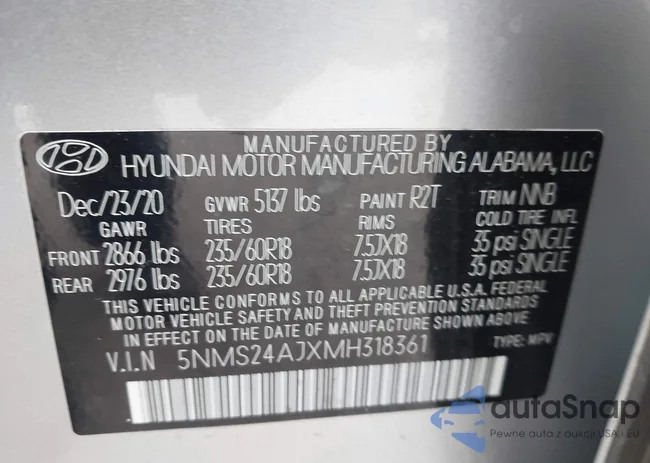 MANUFACTURED BY
HYUNDAI MOTOR MANUFACTURING ALABAMA, LLC
Dec/23/20 GVWR 5137 lbs PAINT R2T TRIM NNB
GAWR TIRES RIMS COLD TIRE INFL
FRONT 2866 lbs 235/60R18 7.5JX18 35 psi SINGLE
REAR 2976 lbs 235/60R18 7.5JX18 35 psi SINGLE
THIS VEHICLE CONFORMS TO ALL APPLICABLE U.S.A. FEDERAL
MOTOR VEHICLE SAFETY AND THEFT PREVENTION STANDARDS
IN EFFECT ON THE DATE OF MANUFACTURE SHOWN ABOVE.
V.I.N 5NMS24AJXMH318361 TYPE: MPV
autaSnap
Pewne auta z aukcji USA i EU